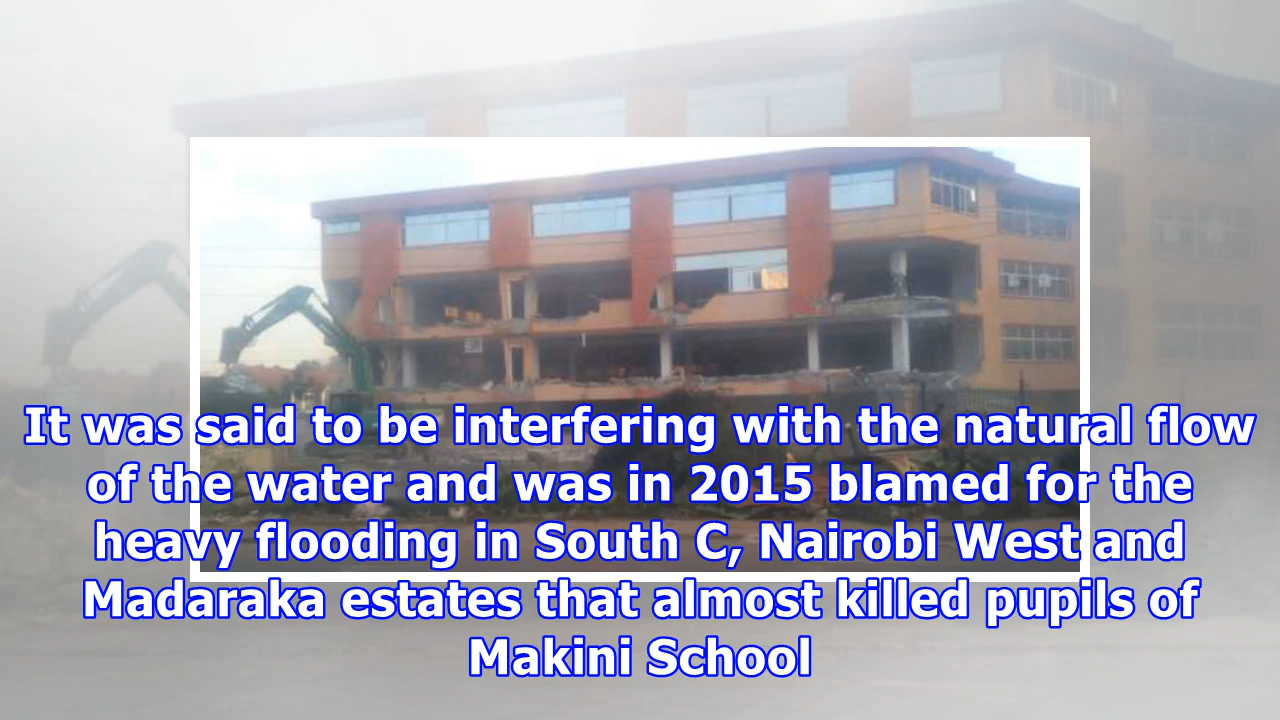 It was said to be interfering with the natural flow
of the water and was in 2015 blamed for the
heavy flooding in South C, Nairobi West and
Madaraka estates that almost killed pupils of
Makini School